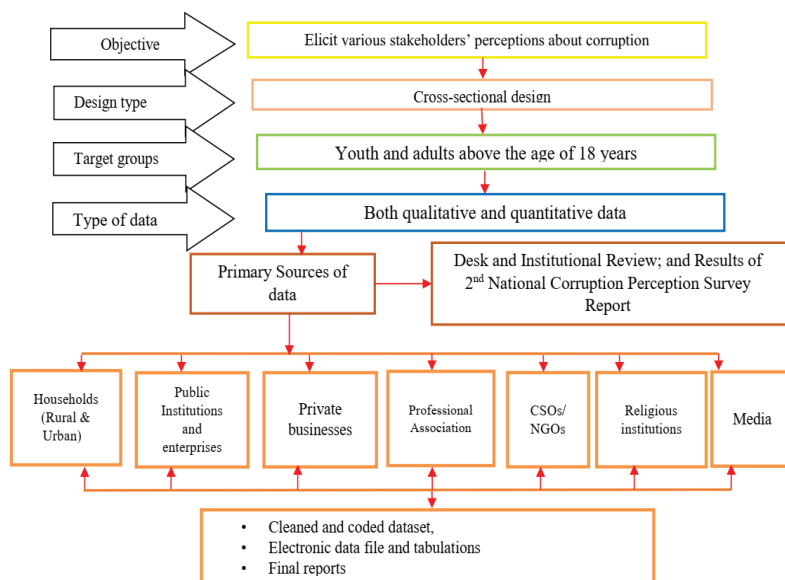 Objective
Elicit various stakeholders’ perceptions about corruption
Design type
Cross-sectional design
Target groups
Youth and adults above the age of 18 years
Type of data
Both qualitative and quantitative data
Primary Sources of
data
Desk and Institutional Review; and Results of
2nd National Corruption Perception Survey
Report
Households
(Rural &
Urban)
Public
Institutions
and
enterprises
Private
businesses
Professional
Association
CSOs/
NGOs
Religious
institutions
Media
• Cleaned and coded dataset,
• Electronic data file and tabulations
• Final reports